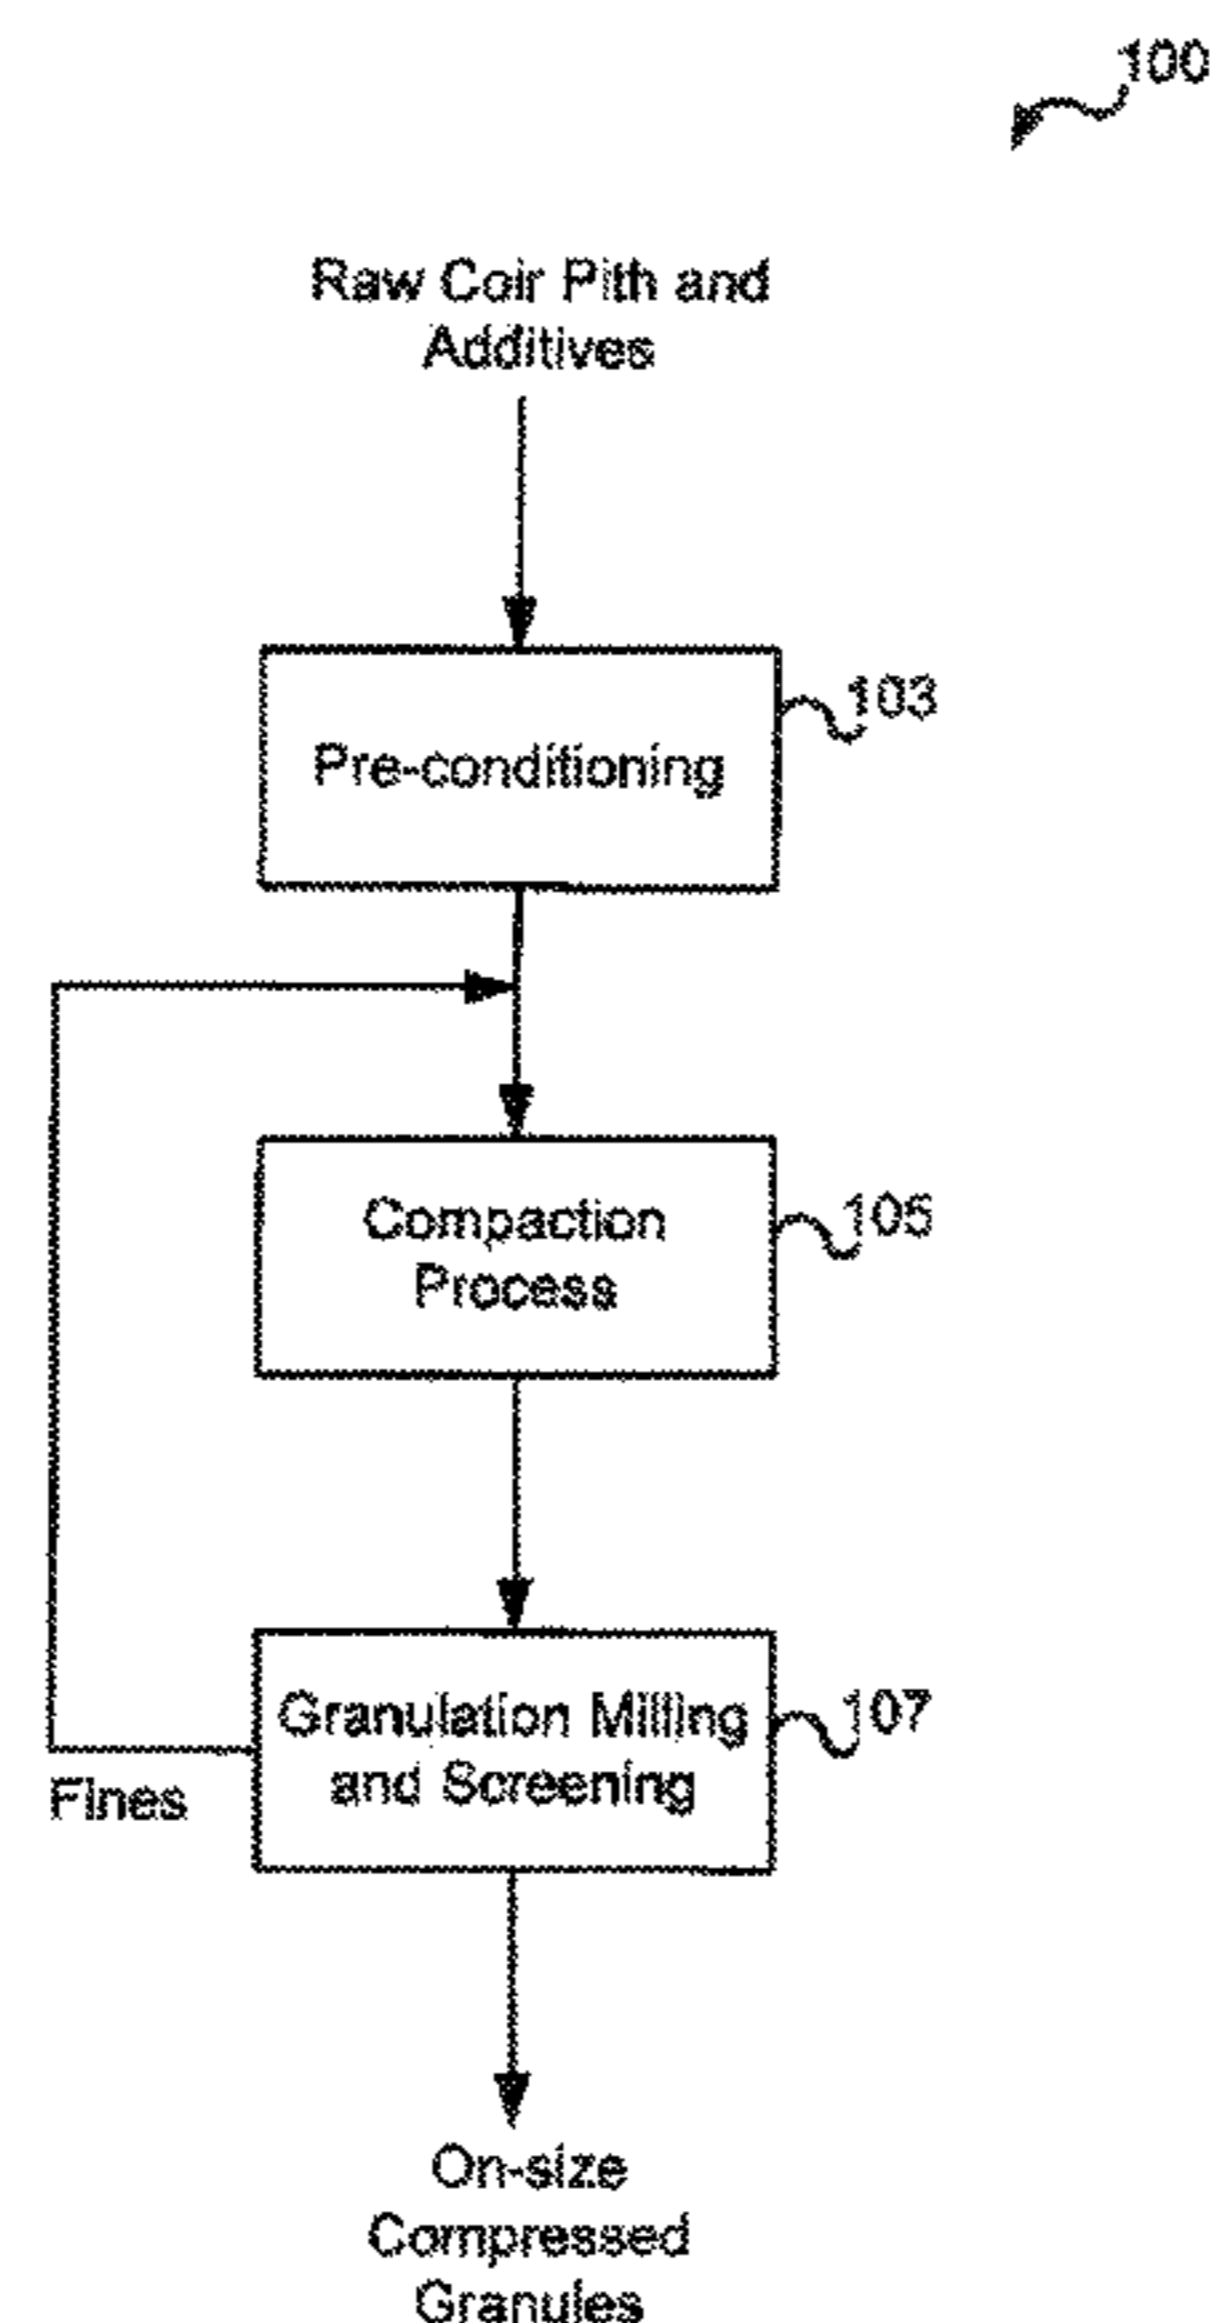 100
Raw Coir Pith and
Additives
103
Pre-conditioning
105
Compaction
Process
107
Granulation Milling
and Screening
Fines
On-size
Compressed
Granules